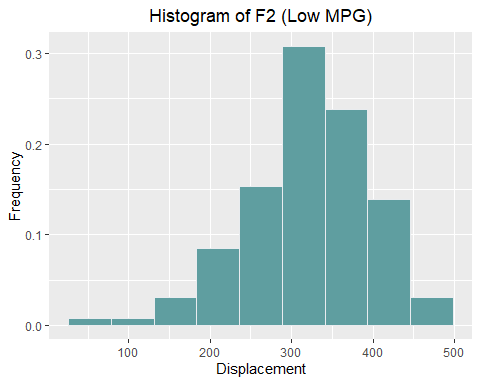 Histogram of F2 (Low MPG)
Frequency
0.3
0.2
0.1
0.0
100 200 300 400 500
Displacement